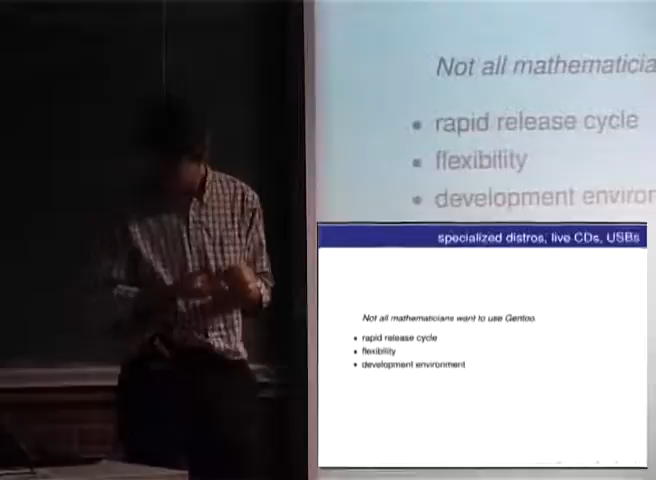 Not all mathematicia
• rapid release cycle
• flexibility
• development environ
specialized distros, live CDs, USBs
Not all mathematicians want to use Gentoo.
• rapid release cycle
• flexibility
• development environment